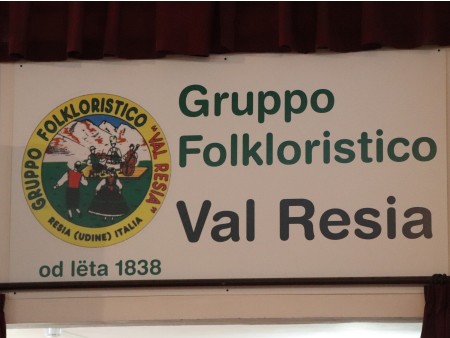 GRUPPO FOLKLORISTICO "VAL RESIA"
RESIA (UDINE) ITALIA
od lëta 1838
Gruppo
Folkloristico
Val Resia